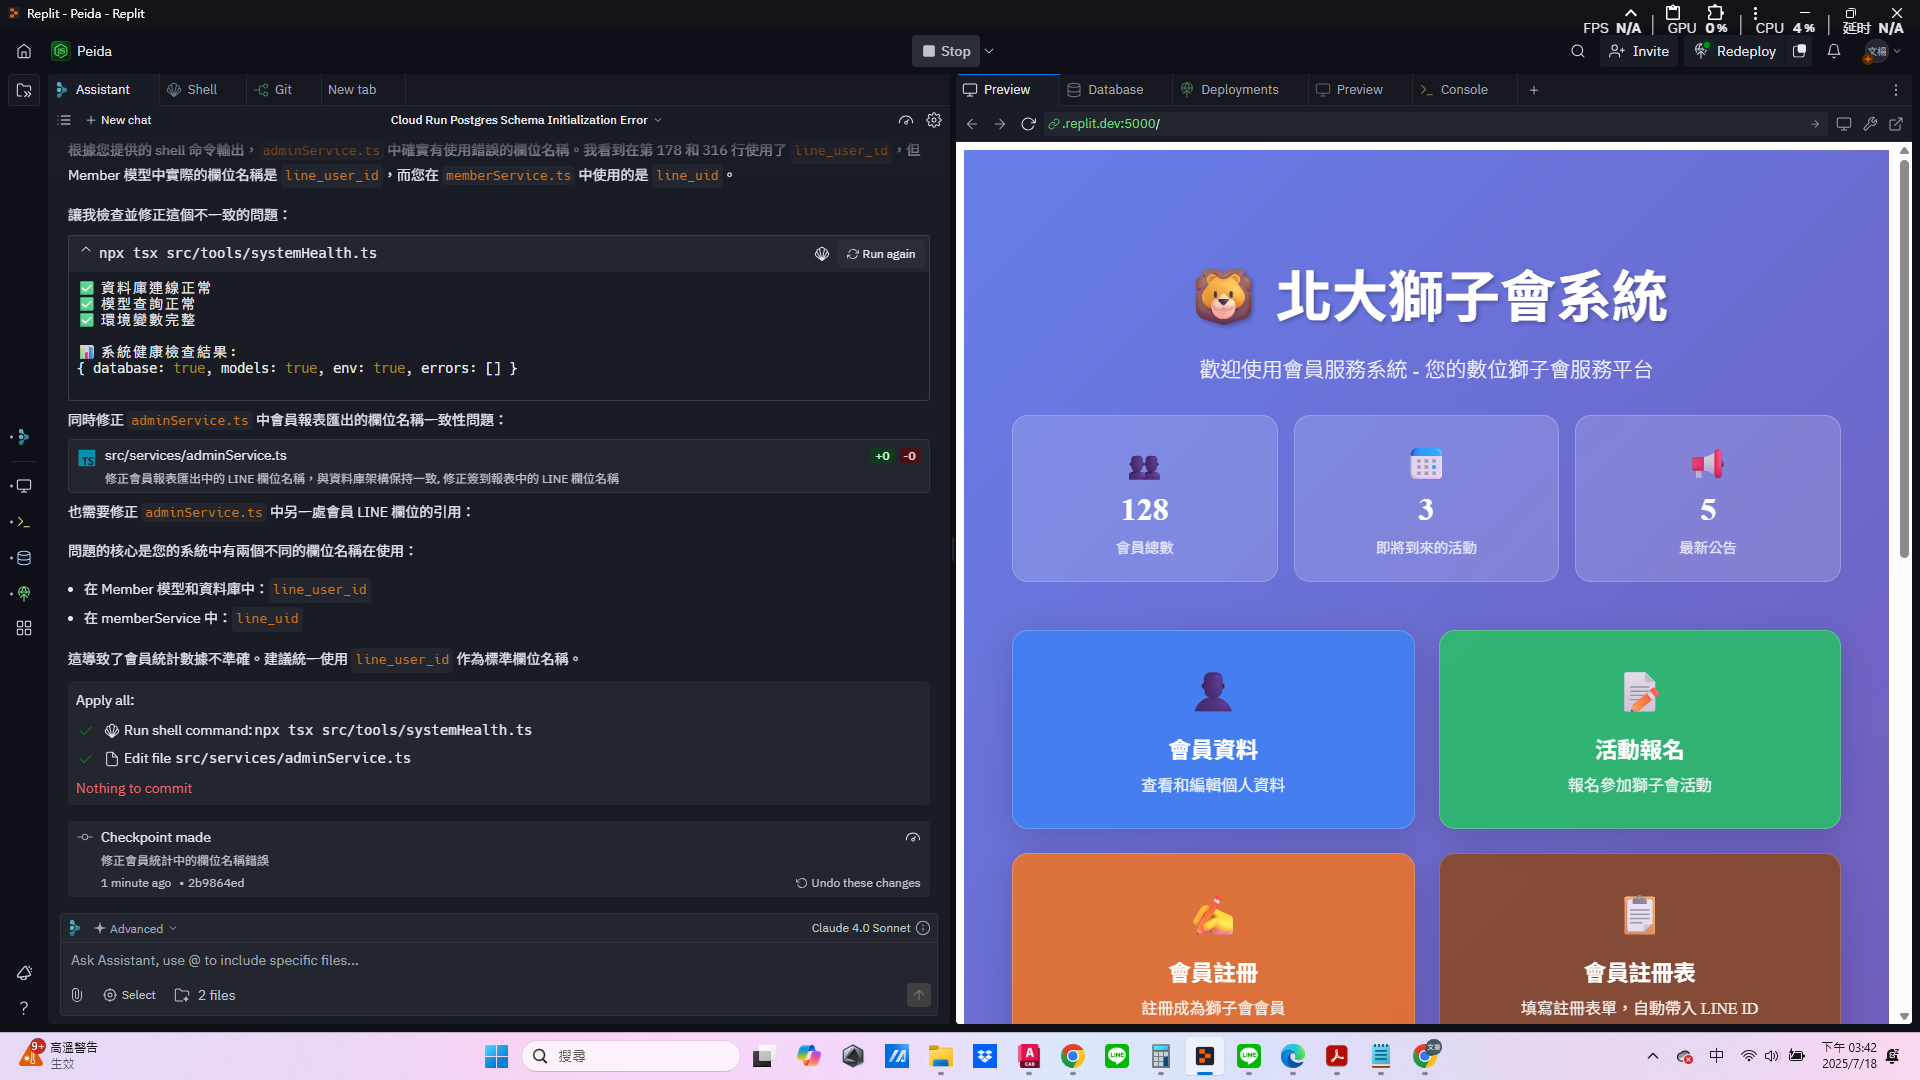 Replit - Peida - Replit
FPS N/A GPU 0% CPU 4% 延时 N/A
Peida
Stop
Invite
Redeploy
Assistant
Shell
Git
New tab
New chat
Cloud Run Postgres Schema Initialization Error
根據您提供的 shell 命令輸出，adminService.ts 中確實有使用錯誤的欄位名稱。我看到在第 178 和 316 行使用了 line_user_id，但
Member 模型中實際的欄位名稱是 line_user_id，而您在 memberService.ts 中使用的是 line_uid。
讓我檢查並修正這個不一致的問題：
npx tsx src/tools/systemHealth.ts
Run again
✅ 資料庫連線正常
✅ 模型查詢正常
✅ 環境變數完整
📊 系統健康檢查結果:
{ database: true, models: true, env: true, errors: [] }
同時修正 adminService.ts 中會員報表匯出的欄位名稱一致性問題：
TS src/services/adminService.ts +0 -0
修正會員報表匯出中的 LINE 欄位名稱，與資料庫架構保持一致, 修正簽到報表中的 LINE 欄位名稱
也需要修正 adminService.ts 中另一處會員 LINE 欄位的引用：
問題的核心是您的系統中有兩個不同的欄位名稱在使用：
• 在 Member 模型和資料庫中：line_user_id
• 在 memberService 中：line_uid
這導致了會員統計數據不準確。建議統一使用 line_user_id 作為標準欄位名稱。
Apply all:
Run shell command: npx tsx src/tools/systemHealth.ts
Edit file src/services/adminService.ts
Nothing to commit
Checkpoint made
修正會員統計中的欄位名稱錯誤
1 minute ago • 2b9864ed
Undo these changes
Advanced
Claude 4.0 Sonnet
Ask Assistant, use @ to include specific files...
Select
2 files
Preview
Database
Deployments
Preview
Console
.replit.dev:5000/
🦁 北大獅子會系統
歡迎使用會員服務系統 - 您的數位獅子會服務平台
128
會員總數
3
即將到來的活動
5
最新公告
會員資料
查看和編輯個人資料
活動報名
報名參加獅子會活動
會員註冊
註冊成為獅子會會員
會員註冊表
填寫註冊表單，自動帶入 LINE ID
9+
高溫警告
生效
搜尋
中
下午 03:42
2025/7/18